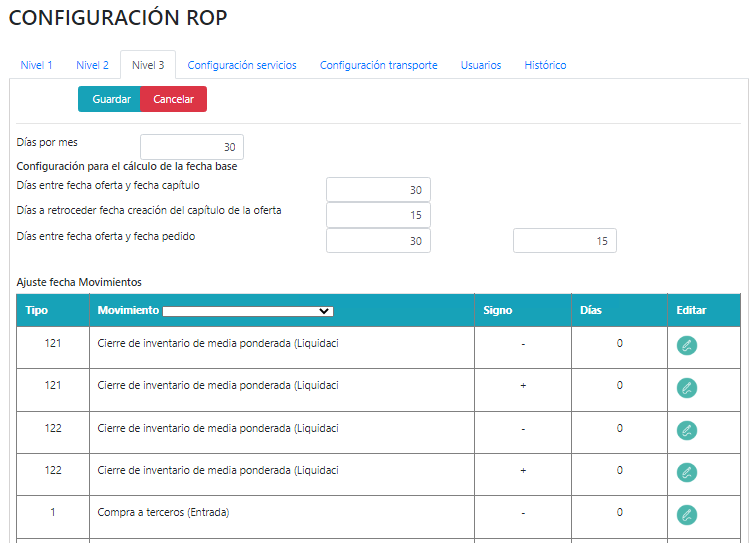 CONFIGURACIÓN ROP
Nivel 1 Nivel 2 Nivel 3 Configuración servicios Configuración transporte Usuarios Histórico
Guardar Cancelar
Días por mes 30
Configuración para el cálculo de la fecha base
Días entre fecha oferta y fecha capítulo 30
Días a retroceder fecha creación del capítulo de la oferta 15
Días entre fecha oferta y fecha pedido 30 15
Ajuste fecha Movimientos
Tipo Movimiento Signo Días Editar
121 Cierre de inventario de media ponderada (Liquidaci - 0
121 Cierre de inventario de media ponderada (Liquidaci + 0
122 Cierre de inventario de media ponderada (Liquidaci - 0
122 Cierre de inventario de media ponderada (Liquidaci + 0
1 Compra a terceros (Entrada) - 0